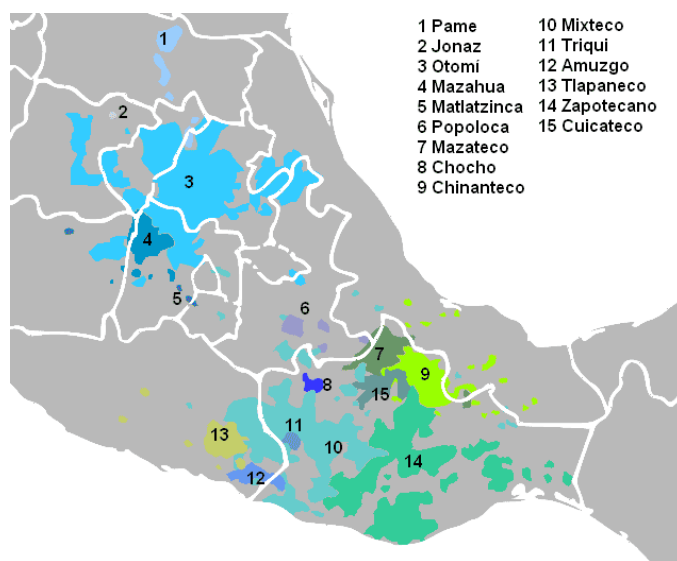 1 Pame
2 Jonaz
3 Otomí
4 Mazahua
5 Matlatzinca
6 Popoloca
7 Mazateco
8 Chocho
9 Chinanteco
10 Mixteco
11 Triqui
12 Amuzgo
13 Tlapaneco
14 Zapotecano
15 Cuicateco
1
2
3
4
5
6
7
8
9
15
11
10
13
14
12